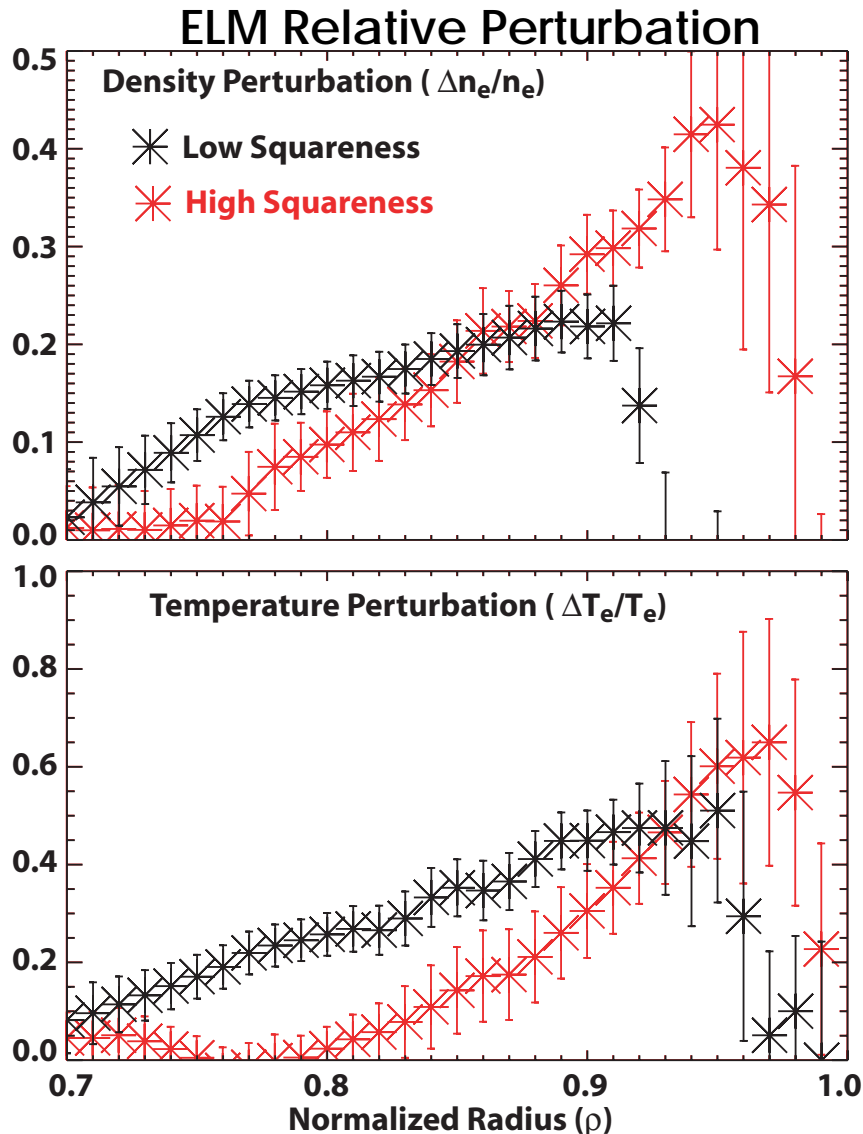 ELM Relative Perturbation
0.5
Density Perturbation ( Δnₑ/nₑ)
Low Squareness
0.4
High Squareness
0.3
0.2
0.1
0.0
1.0
Temperature Perturbation ( ΔTₑ/Tₑ)
0.8
0.6
0.4
0.2
0.0
0.7 0.8 0.9 1.0
Normalized Radius (ρ)